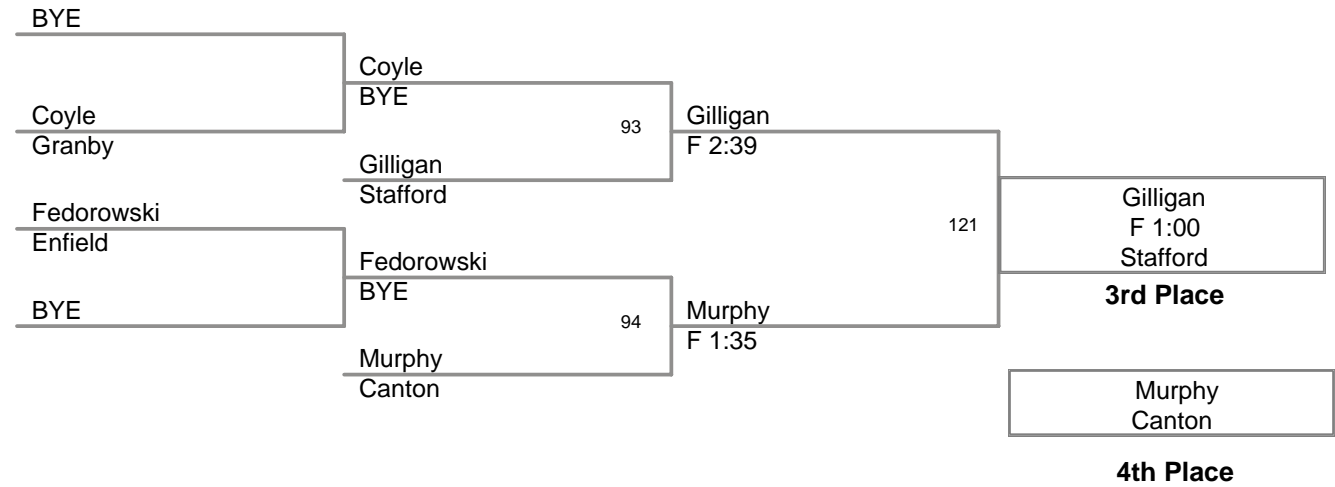 BYE
Coyle
Granby
Fedorowski
Enfield
BYE
Coyle
BYE
93
Gilligan
Stafford
Fedorowski
BYE
94
Murphy
Canton
Gilligan
F 2:39
121
Murphy
F 1:35
Gilligan
F 1:00
Stafford
3rd Place
Murphy
Canton
4th Place